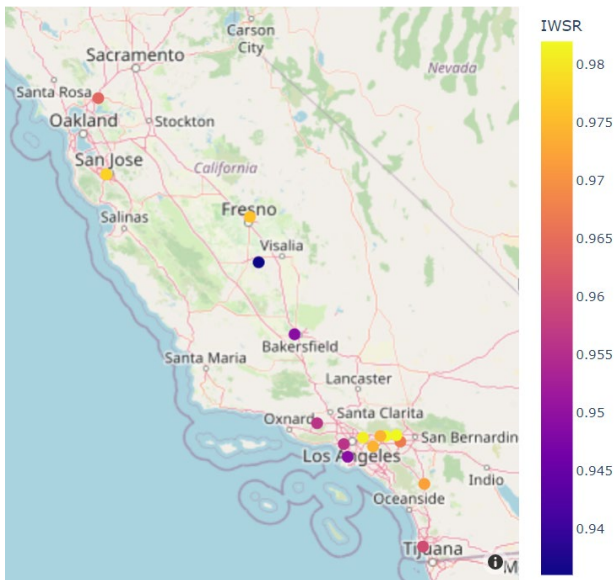 IWSR
Carson
City
Sacramento
Nevada
Santa Rosa
Oakland
Stockton
San Jose
California
Salinas
Fresno
Visalia
Bakersfield
Santa Maria
Lancaster
Oxnard
Santa Clarita
San Bernardino
Los Angeles
Indio
Oceanside
Tijuana
M
0.98
0.975
0.97
0.965
0.96
0.955
0.95
0.945
0.94